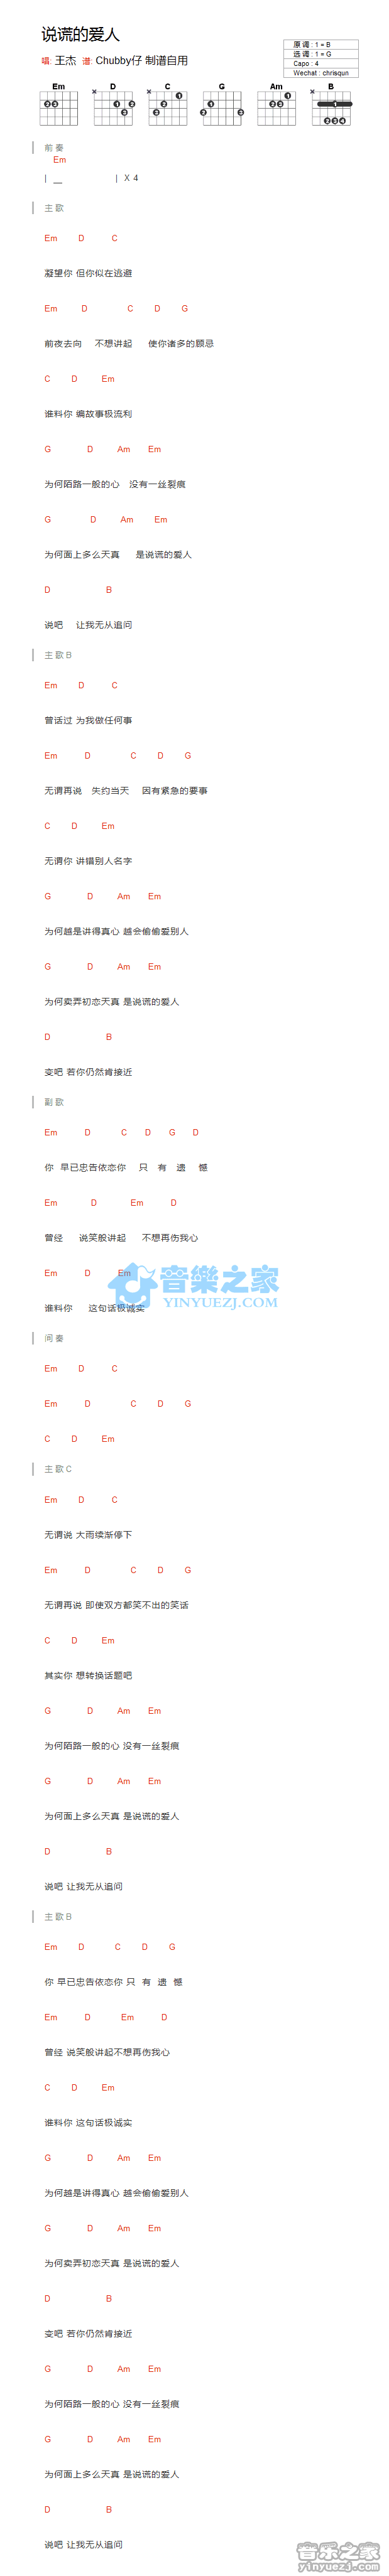 说谎的爱人
唱: 王杰 谱: Chubby仔 制谱自用
原调 : 1 = B
选调 : 1 = G
Capo : 4
Wechat : chrisqun
Em D C G Am B
前奏
Em
| __ | X 4
主歌
Em D C
凝望你 但你似在逃避
Em D C D G
前夜去向 不想讲起 使你诸多的顾忌
C D Em
谁料你 编故事极流利
G D Am Em
为何陌路一般的心 没有一丝裂痕
G D Am Em
为何面上多么天真 是说谎的爱人
D B
说吧 让我无从追问
主歌B
Em D C
曾话过 为我做任何事
Em D C D G
无谓再说 失约当天 因有紧急的要事
C D Em
无谓你 讲错别人名字
G D Am Em
为何越是讲得真心 越会偷偷爱别人
G D Am Em
为何卖弄初恋天真 是说谎的爱人
D B
变吧 若你仍然肯接近
副歌
Em D C D G D
你 早已忠告依恋你 只 有 遗 憾
Em D Em D
曾经 说笑般讲起 不想再伤我心
Em D Em
谁料你 这句话极诚实
间奏
Em D C
Em D C D G
C D Em
主歌C
Em D C
无谓说 大雨续渐停下
Em D C D G
无谓再说 即使双方都笑不出的笑话
C D Em
其实你 想转换话题吧
G D Am Em
为何陌路一般的心 没有一丝裂痕
G D Am Em
为何面上多么天真 是说谎的爱人
D B
说吧 让我无从追问
主歌B
Em D C D G
你 早已忠告依恋你 只 有 遗 憾
Em D Em D
曾经 说笑般讲起不想再伤我心
C D Em
谁料你 这句话极诚实
G D Am Em
为何越是讲得真心 越会偷偷爱别人
G D Am Em
为何卖弄初恋天真 是说谎的爱人
D B
变吧 若你仍然肯接近
G D Am Em
为何陌路一般的心 没有一丝裂痕
G D Am Em
为何面上多么天真 是说谎的爱人
D B
说吧 让我无从追问
音樂之家
YINYUEZJ.COM
音乐之家
yinyuezj.com